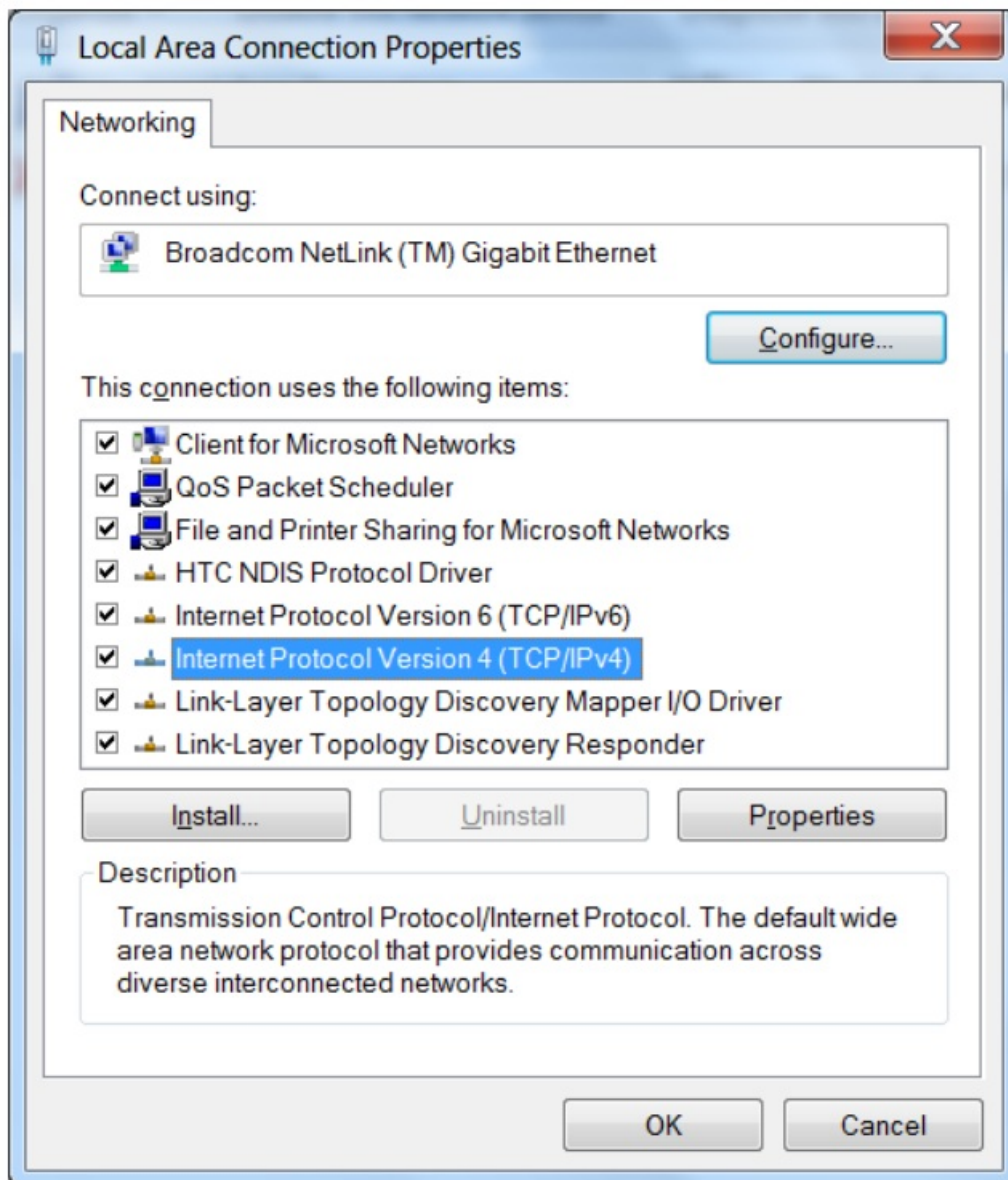 Local Area Connection Properties
Networking
Connect using:
Broadcom NetLink (TM) Gigabit Ethernet
Configure...
This connection uses the following items:
Client for Microsoft Networks
QoS Packet Scheduler
File and Printer Sharing for Microsoft Networks
HTC NDIS Protocol Driver
Internet Protocol Version 6 (TCP/IPv6)
Internet Protocol Version 4 (TCP/IPv4)
Link-Layer Topology Discovery Mapper I/O Driver
Link-Layer Topology Discovery Responder
Install... Uninstall Properties
Description
Transmission Control Protocol/Internet Protocol. The default wide
area network protocol that provides communication across
diverse interconnected networks.
OK Cancel